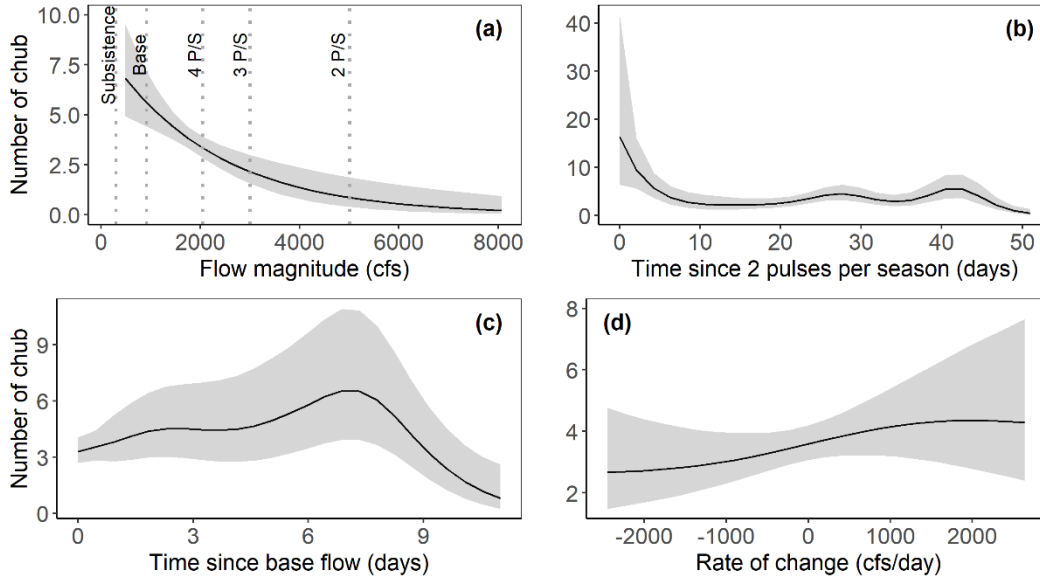 Number of chub
10.0
7.5
5.0
2.5
0.0
Subsistence
Base
4 P/S
3 P/S
2 P/S
(a)
0 2000 4000 6000 8000
Flow magnitude (cfs)
40
30
20
10
0
(b)
0 10 20 30 40 50
Time since 2 pulses per season (days)
Number of chub
9
6
3
0
(c)
0 3 6 9
Time since base flow (days)
8
6
4
2
(d)
-2000 -1000 0 1000 2000
Rate of change (cfs/day)